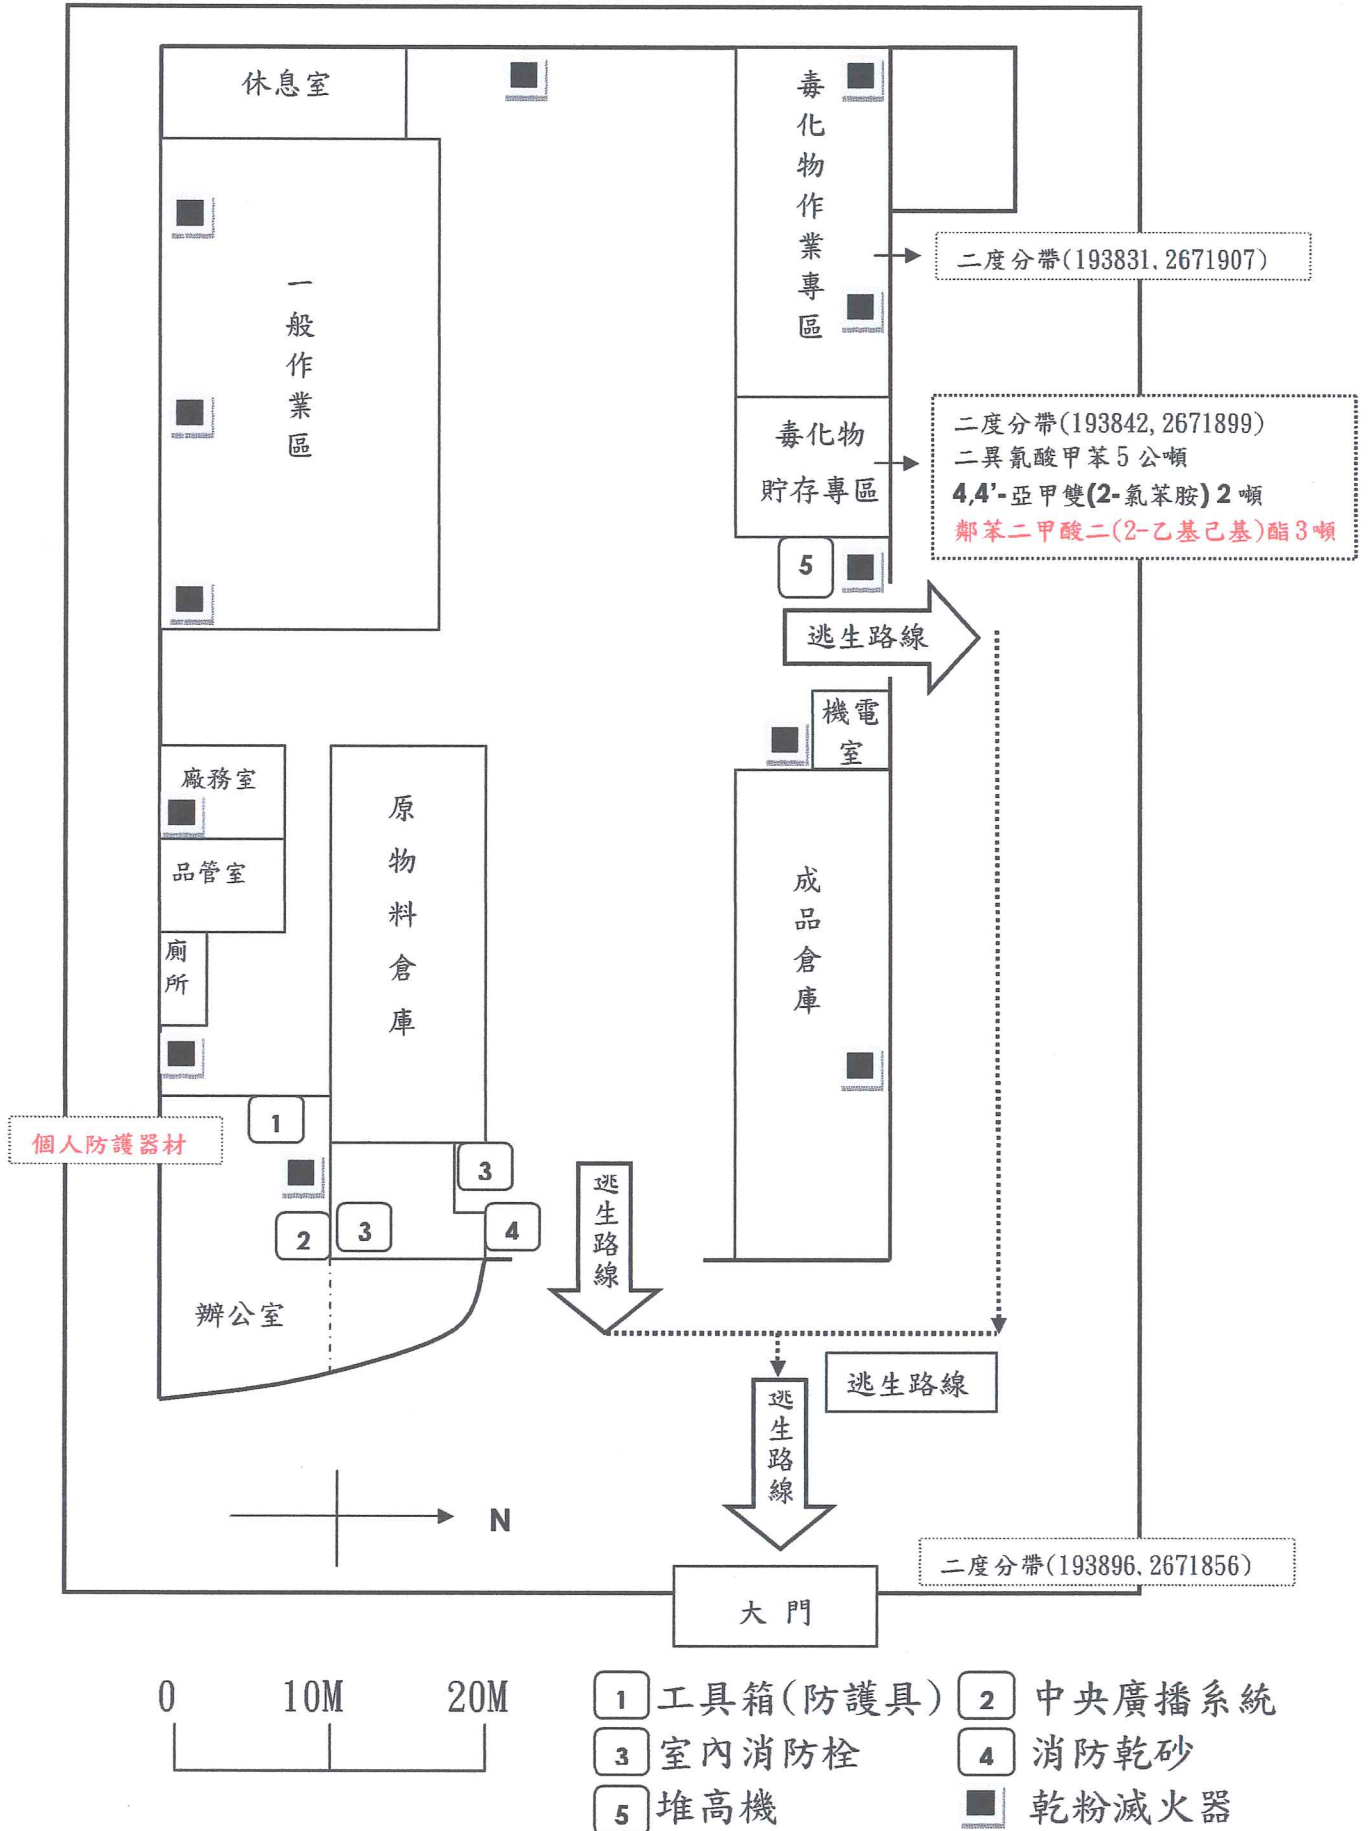 休息室
毒化物作業專區
一般作業區
二度分帶(193831, 2671907)
毒化物
貯存專區
二度分帶(193842, 2671899)
二異氰酸甲苯 5 公噸
4,4'-亞甲雙(2-氯苯胺) 2 噸
鄰苯二甲酸二(2-乙基己基)酯 3 噸
5
逃生路線
機電
室
廠務室
原物料倉庫
品管室
成品倉庫
廁所
1
個人防護器材
3
2
3
4
逃生路線
辦公室
逃生路線
逃生路線
N
二度分帶(193896, 2671856)
大門
0 10M 20M
1 工具箱(防護具) 2 中央廣播系統
3 室內消防栓 4 消防乾砂
5 堆高機 乾粉滅火器